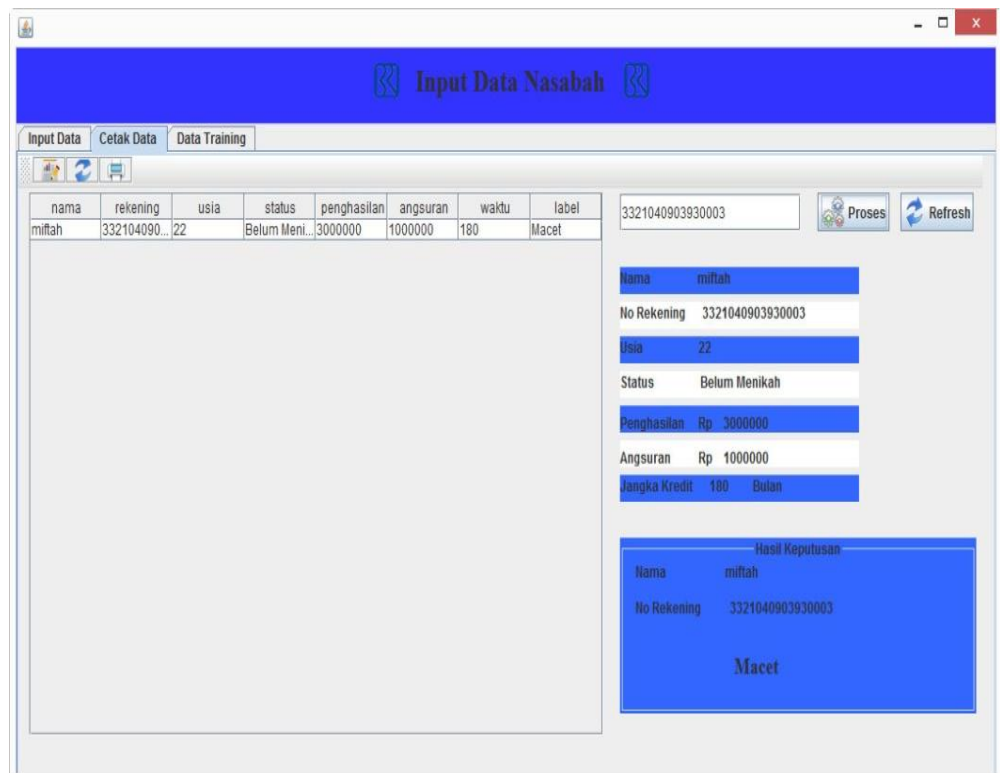 X
Input Data Nasabah
Input Data Cetak Data Data Training
nama rekening usia status penghasilan angsuran waktu label
miftah 332104090... 22 Belum Meni... 3000000 1000000 180 Macet
3321040903930003 Proses Refresh
Nama miftah
No Rekening 3321040903930003
Usia 22
Status Belum Menikah
Penghasilan Rp 3000000
Angsuran Rp 1000000
Jangka Kredit 180 Bulan
Hasil Keputusan
Nama miftah
No Rekening 3321040903930003
Macet